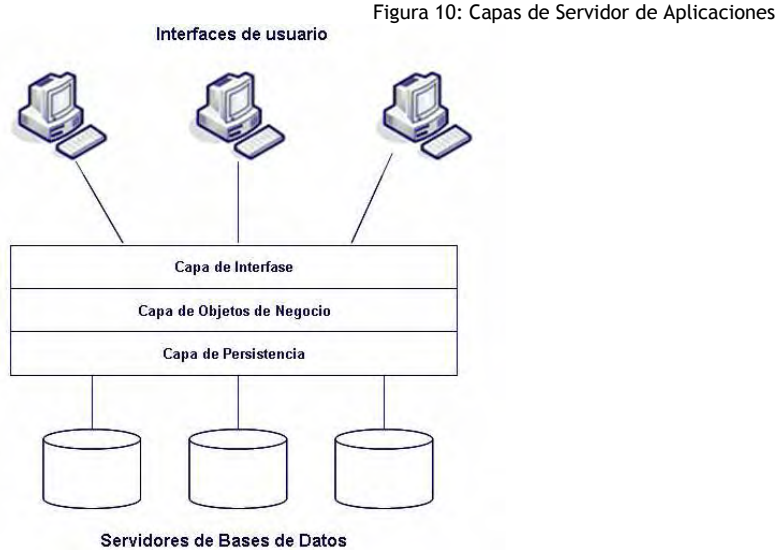 Figura 10: Capas de Servidor de Aplicaciones
Interfaces de usuario
Capa de Interfase
Capa de Objetos de Negocio
Capa de Persistencia
Servidores de Bases de Datos